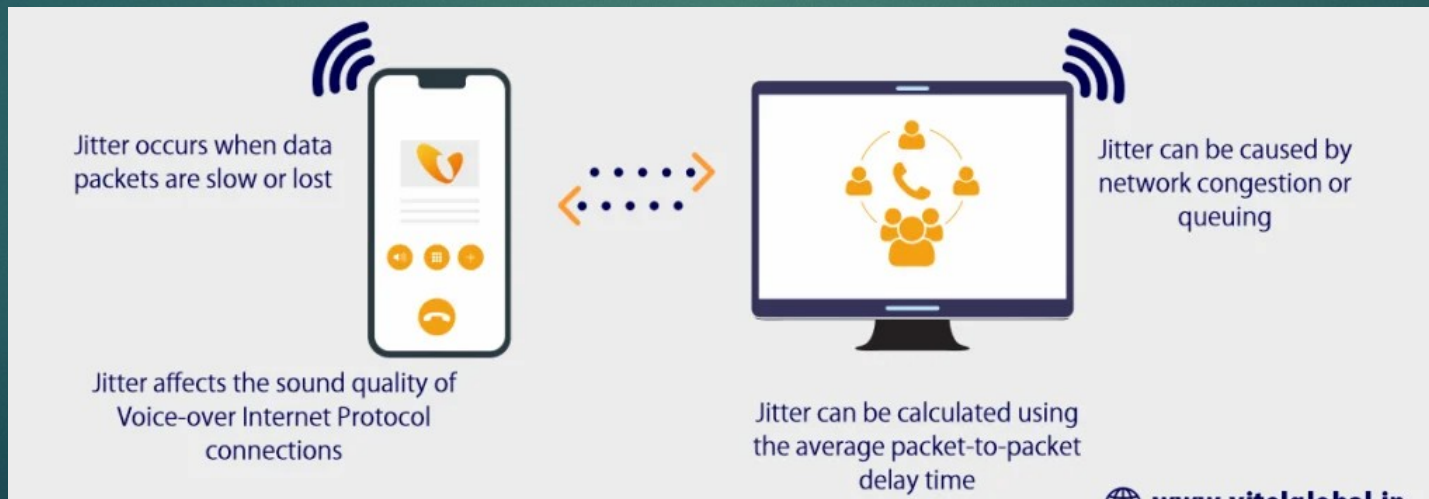 Jitter occurs when data
packets are slow or lost
Jitter can be caused by
network congestion or
queuing
Jitter affects the sound quality of
Voice-over Internet Protocol
connections
Jitter can be calculated using
the average packet-to-packet
delay time